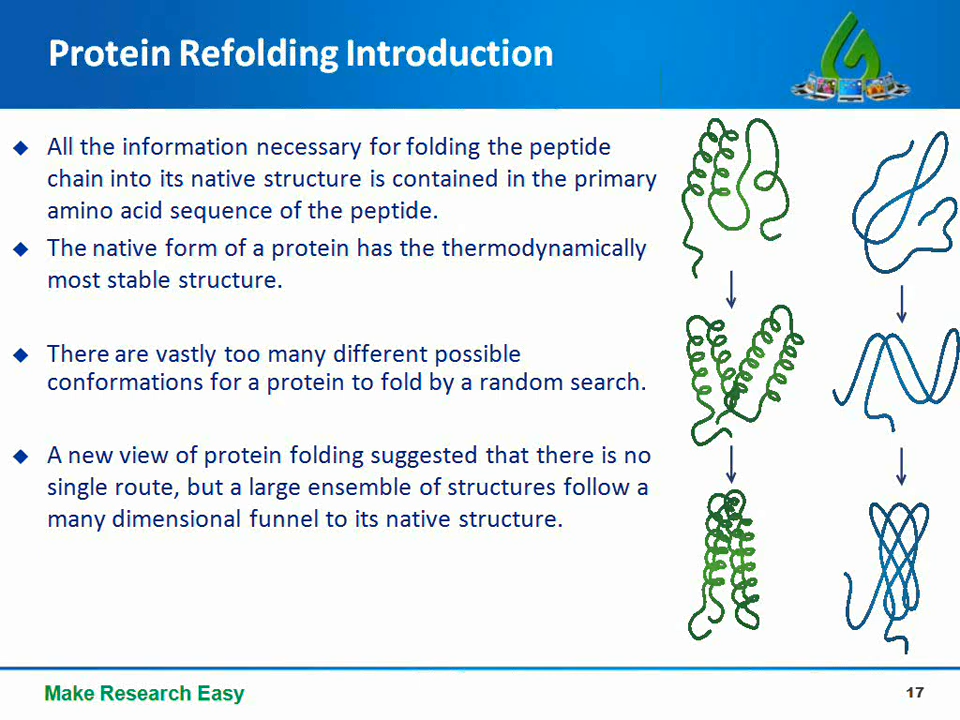 Protein Refolding Introduction
◆ All the information necessary for folding the peptide
chain into its native structure is contained in the primary
amino acid sequence of the peptide.
◆ The native form of a protein has the thermodynamically
most stable structure.
◆ There are vastly too many different possible
conformations for a protein to fold by a random search.
◆ A new view of protein folding suggested that there is no
single route, but a large ensemble of structures follow a
many dimensional funnel to its native structure.
Make Research Easy
17